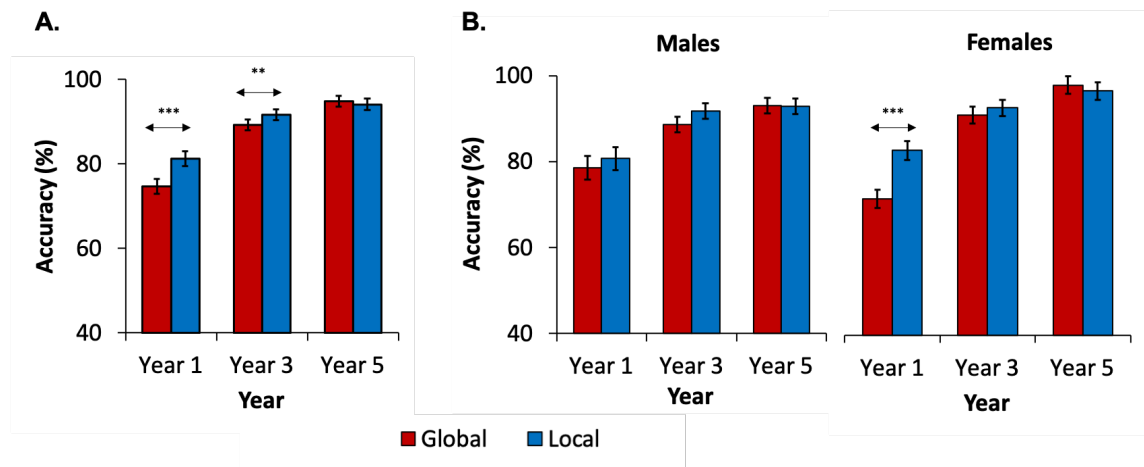 A.
Accuracy (%)
100
80
60
40
***
**
Year 1 Year 3 Year 5
Year
B.
Males
Accuracy (%)
100
80
60
40
Year 1 Year 3 Year 5
Year
Females
***
Year 1 Year 3 Year 5
Year
Global Local